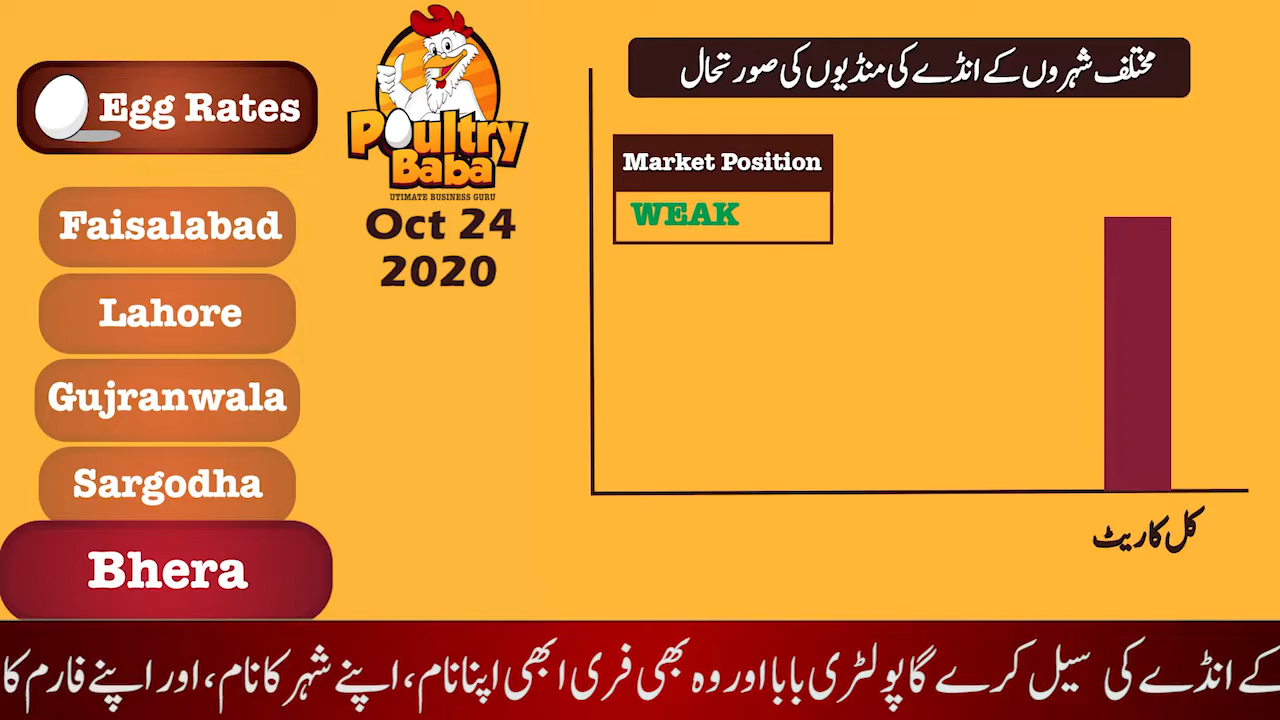 Egg Rates
Faisalabad
Lahore
Gujranwala
Sargodha
Bhera
Poultry
Baba
UTIMATE BUSINESS GURU
Oct 24
2020
مختلف شہروں کے انڈے کی منڈیوں کی صورتحال
Market Position
WEAK
کل کا ریٹ
کے انڈے کی سیل کرے گا پولٹری بابا اور وہ بھی فری ابھی اپنا نام، اپنے شہر کا نام، اور اپنے فارم کا